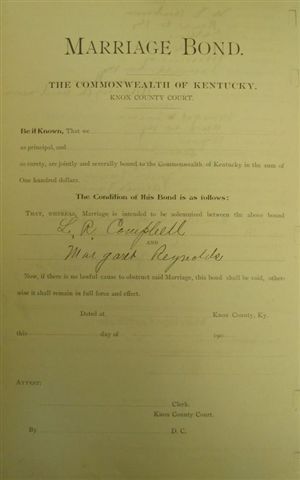 MARRIAGE BOND.
THE COMMONWEALTH OF KENTUCKY,
KNOX COUNTY COURT.
Be it Known, That we
as principal, and
as surety, are jointly and severally bound to the Commonwealth of Kentucky in the sum of
One hundred dollars.
The Condition of this Bond is as follows:
THAT, WHEREAS, Marriage is intended to be solemnized between the above bound
L. R. Campbell
AND
Margaret Reynolds
Now, if there is no lawful cause to obstruct said Marriage, this bond shall be void, other-
wise it shall remain in full force and effect.
Dated at Knox County, Ky.
this day of 190
ATTEST:
Clerk.
Knox County Court.
By D. C.